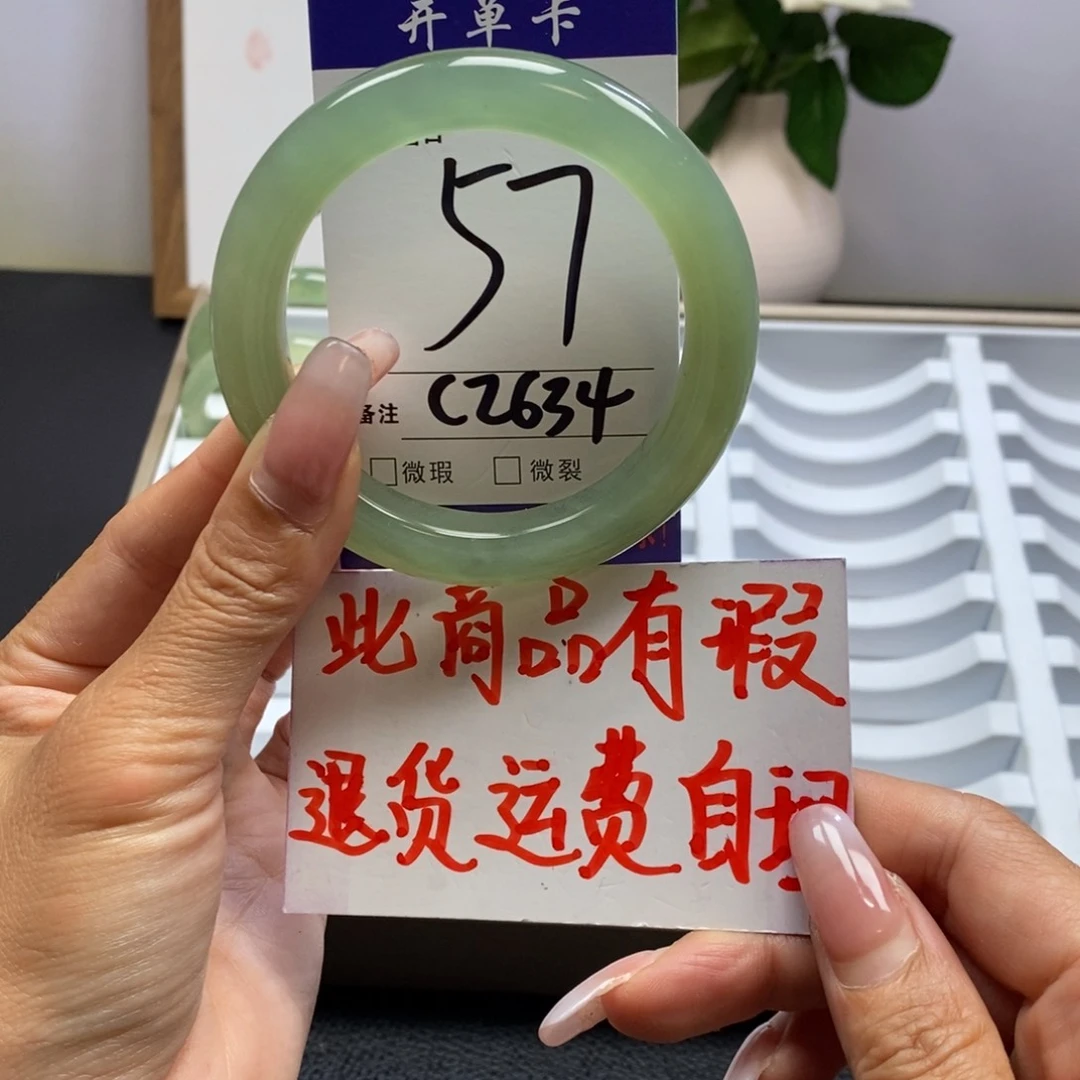 开单卡
57
备注 C2634
□微瑕 □微裂
此商品有瑕
退货运费自理